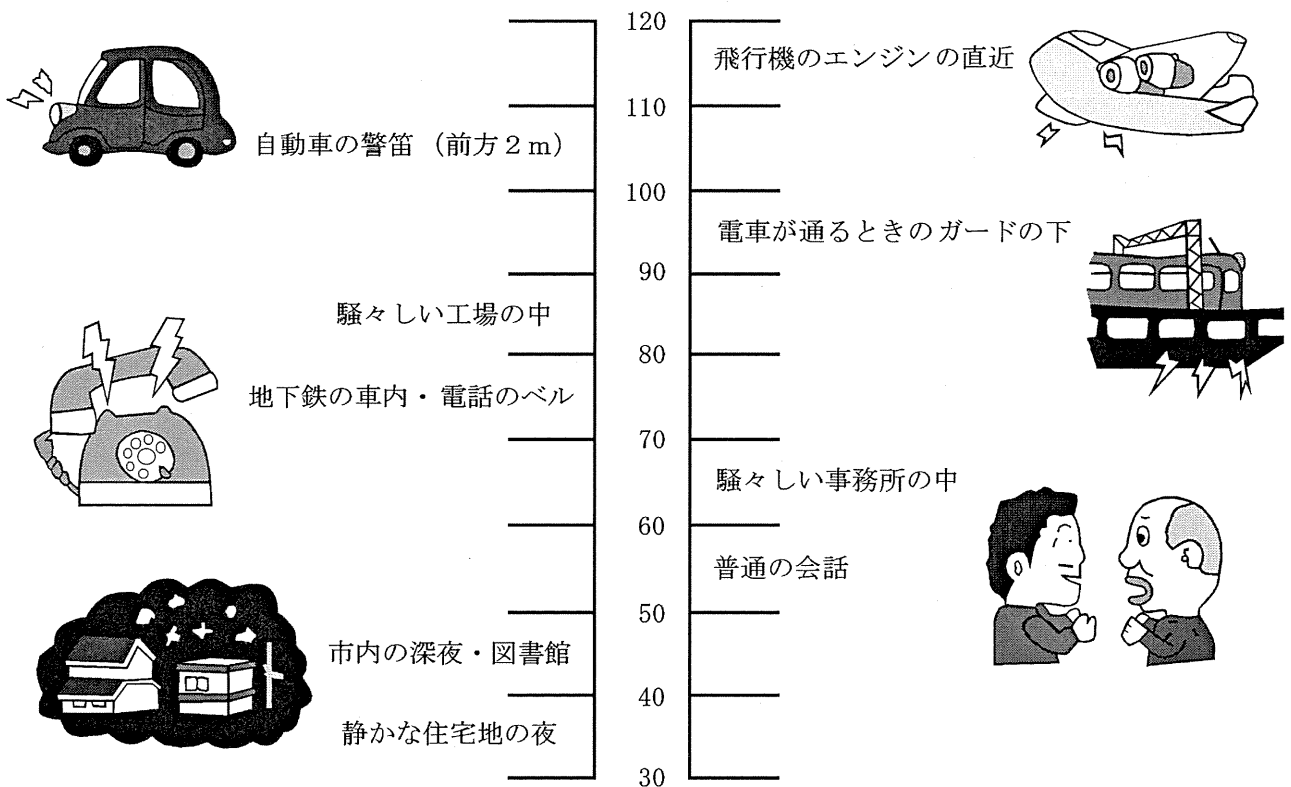 120
飛行機のエンジンの直近
110
自動車の警笛（前方2m）
100
電車が通るときのガードの下
90
騒々しい工場の中
80
地下鉄の車内・電話のベル
70
騒々しい事務所の中
60
普通の会話
50
市内の深夜・図書館
40
静かな住宅地の夜
30